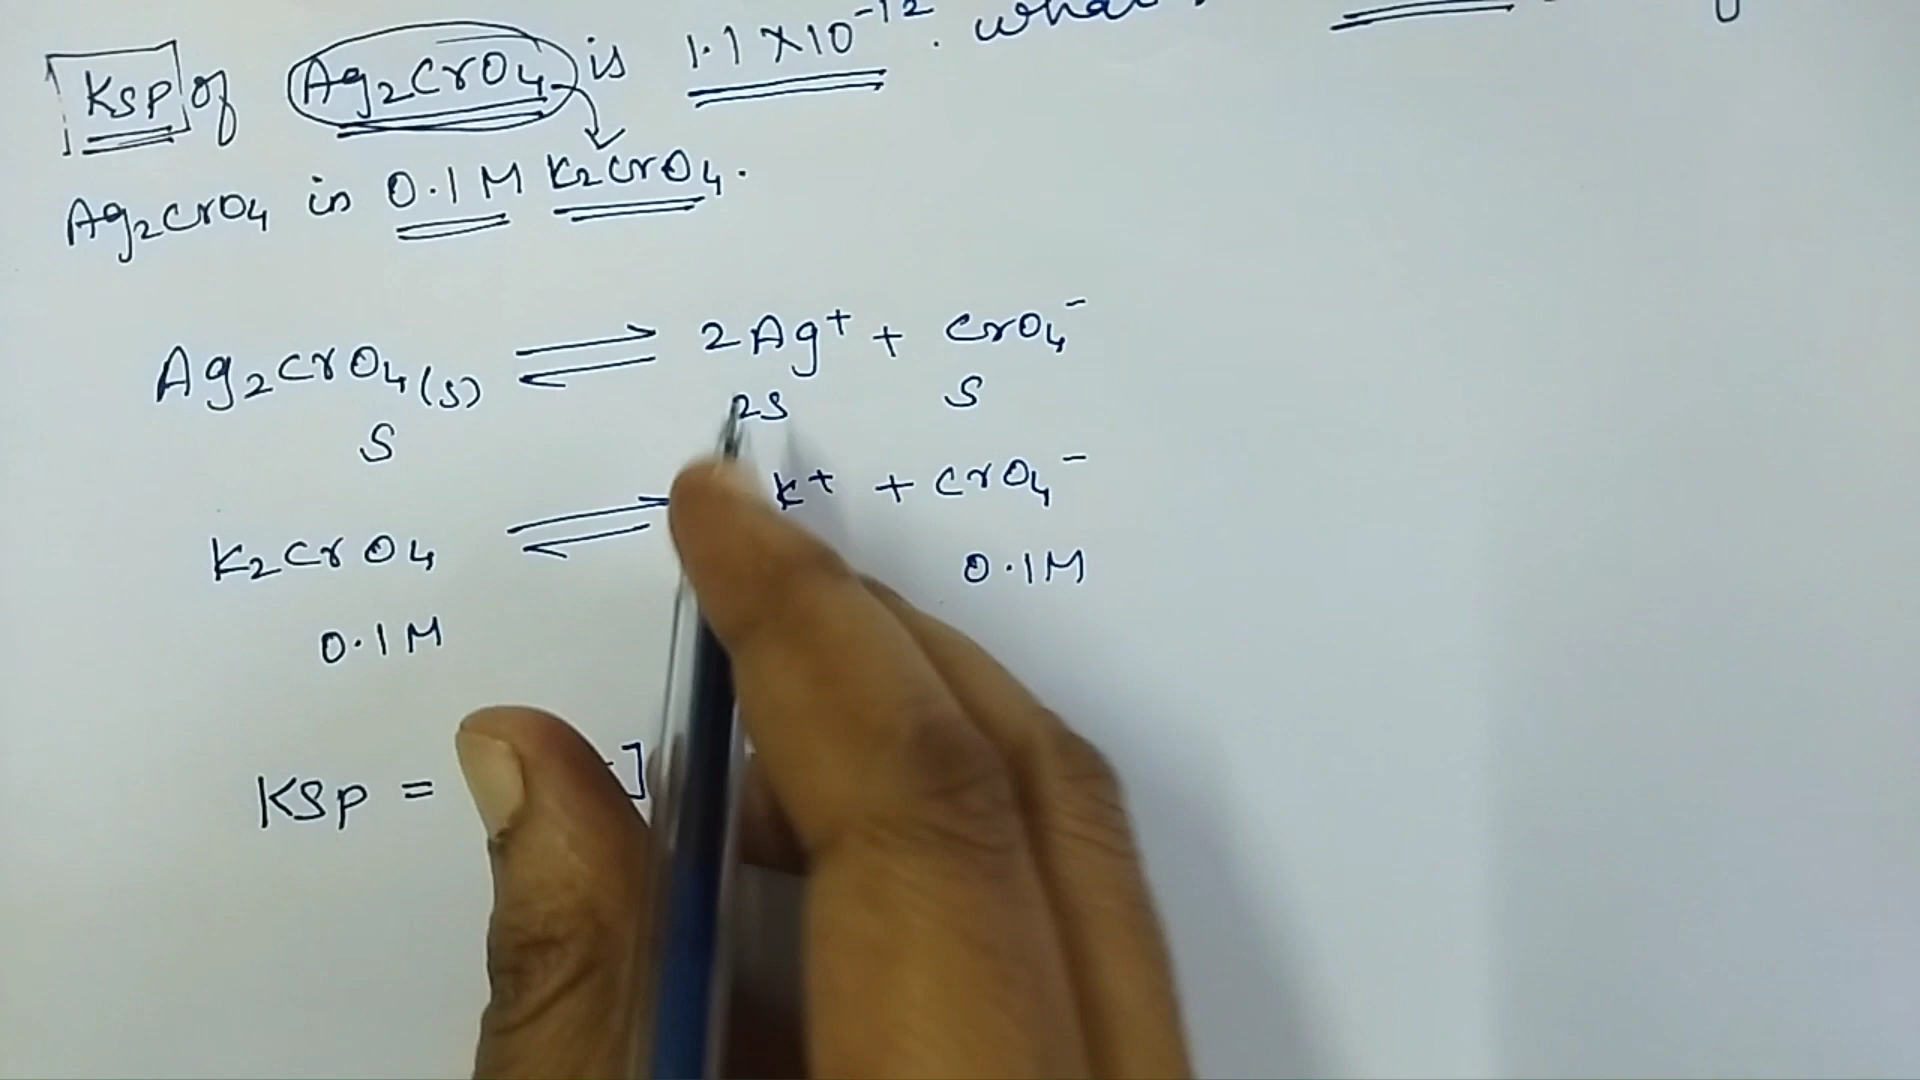 Ksp of Ag2CrO4 is 1.1 X10-12. what
Ag2CrO4 in 0.1M K2CrO4.
Ag2CrO4(s) ⇌ 2Ag+ + CrO4-
S 2S S
K2CrO4 ⇌ K+ + CrO4-
0.1M 0.1M
Ksp = ]